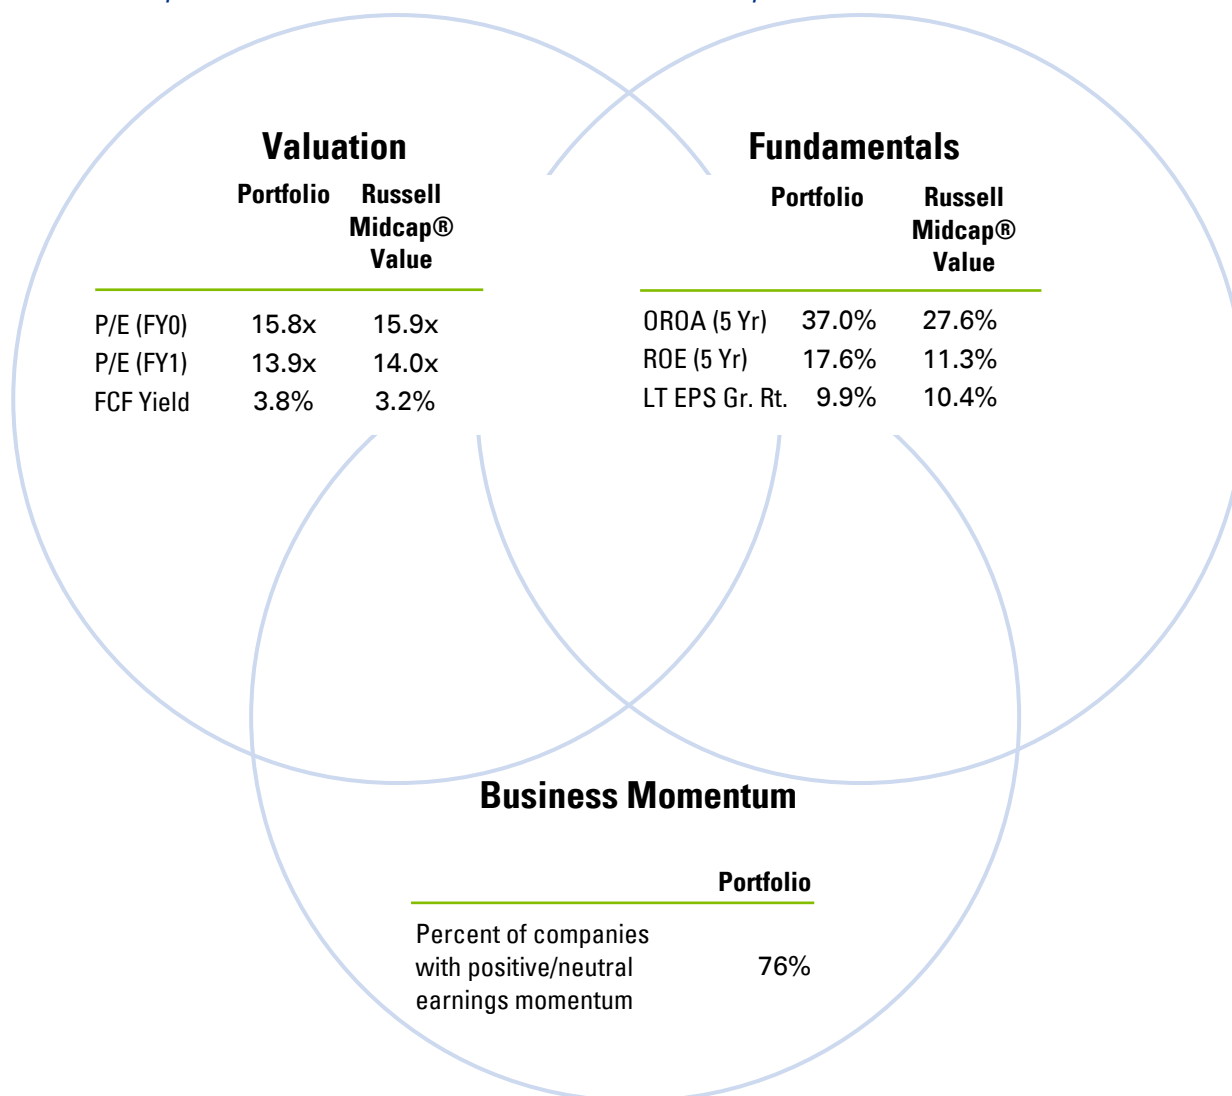 Valuation
Portfolio Russell Midcap® Value
P/E (FY0) 15.8x 15.9x
P/E (FY1) 13.9x 14.0x
FCF Yield 3.8% 3.2%
Fundamentals
Portfolio Russell Midcap® Value
OROA (5 Yr) 37.0% 27.6%
ROE (5 Yr) 17.6% 11.3%
LT EPS Gr. Rt. 9.9% 10.4%
Business Momentum
Portfolio
Percent of companies
with positive/neutral 76%
earnings momentum